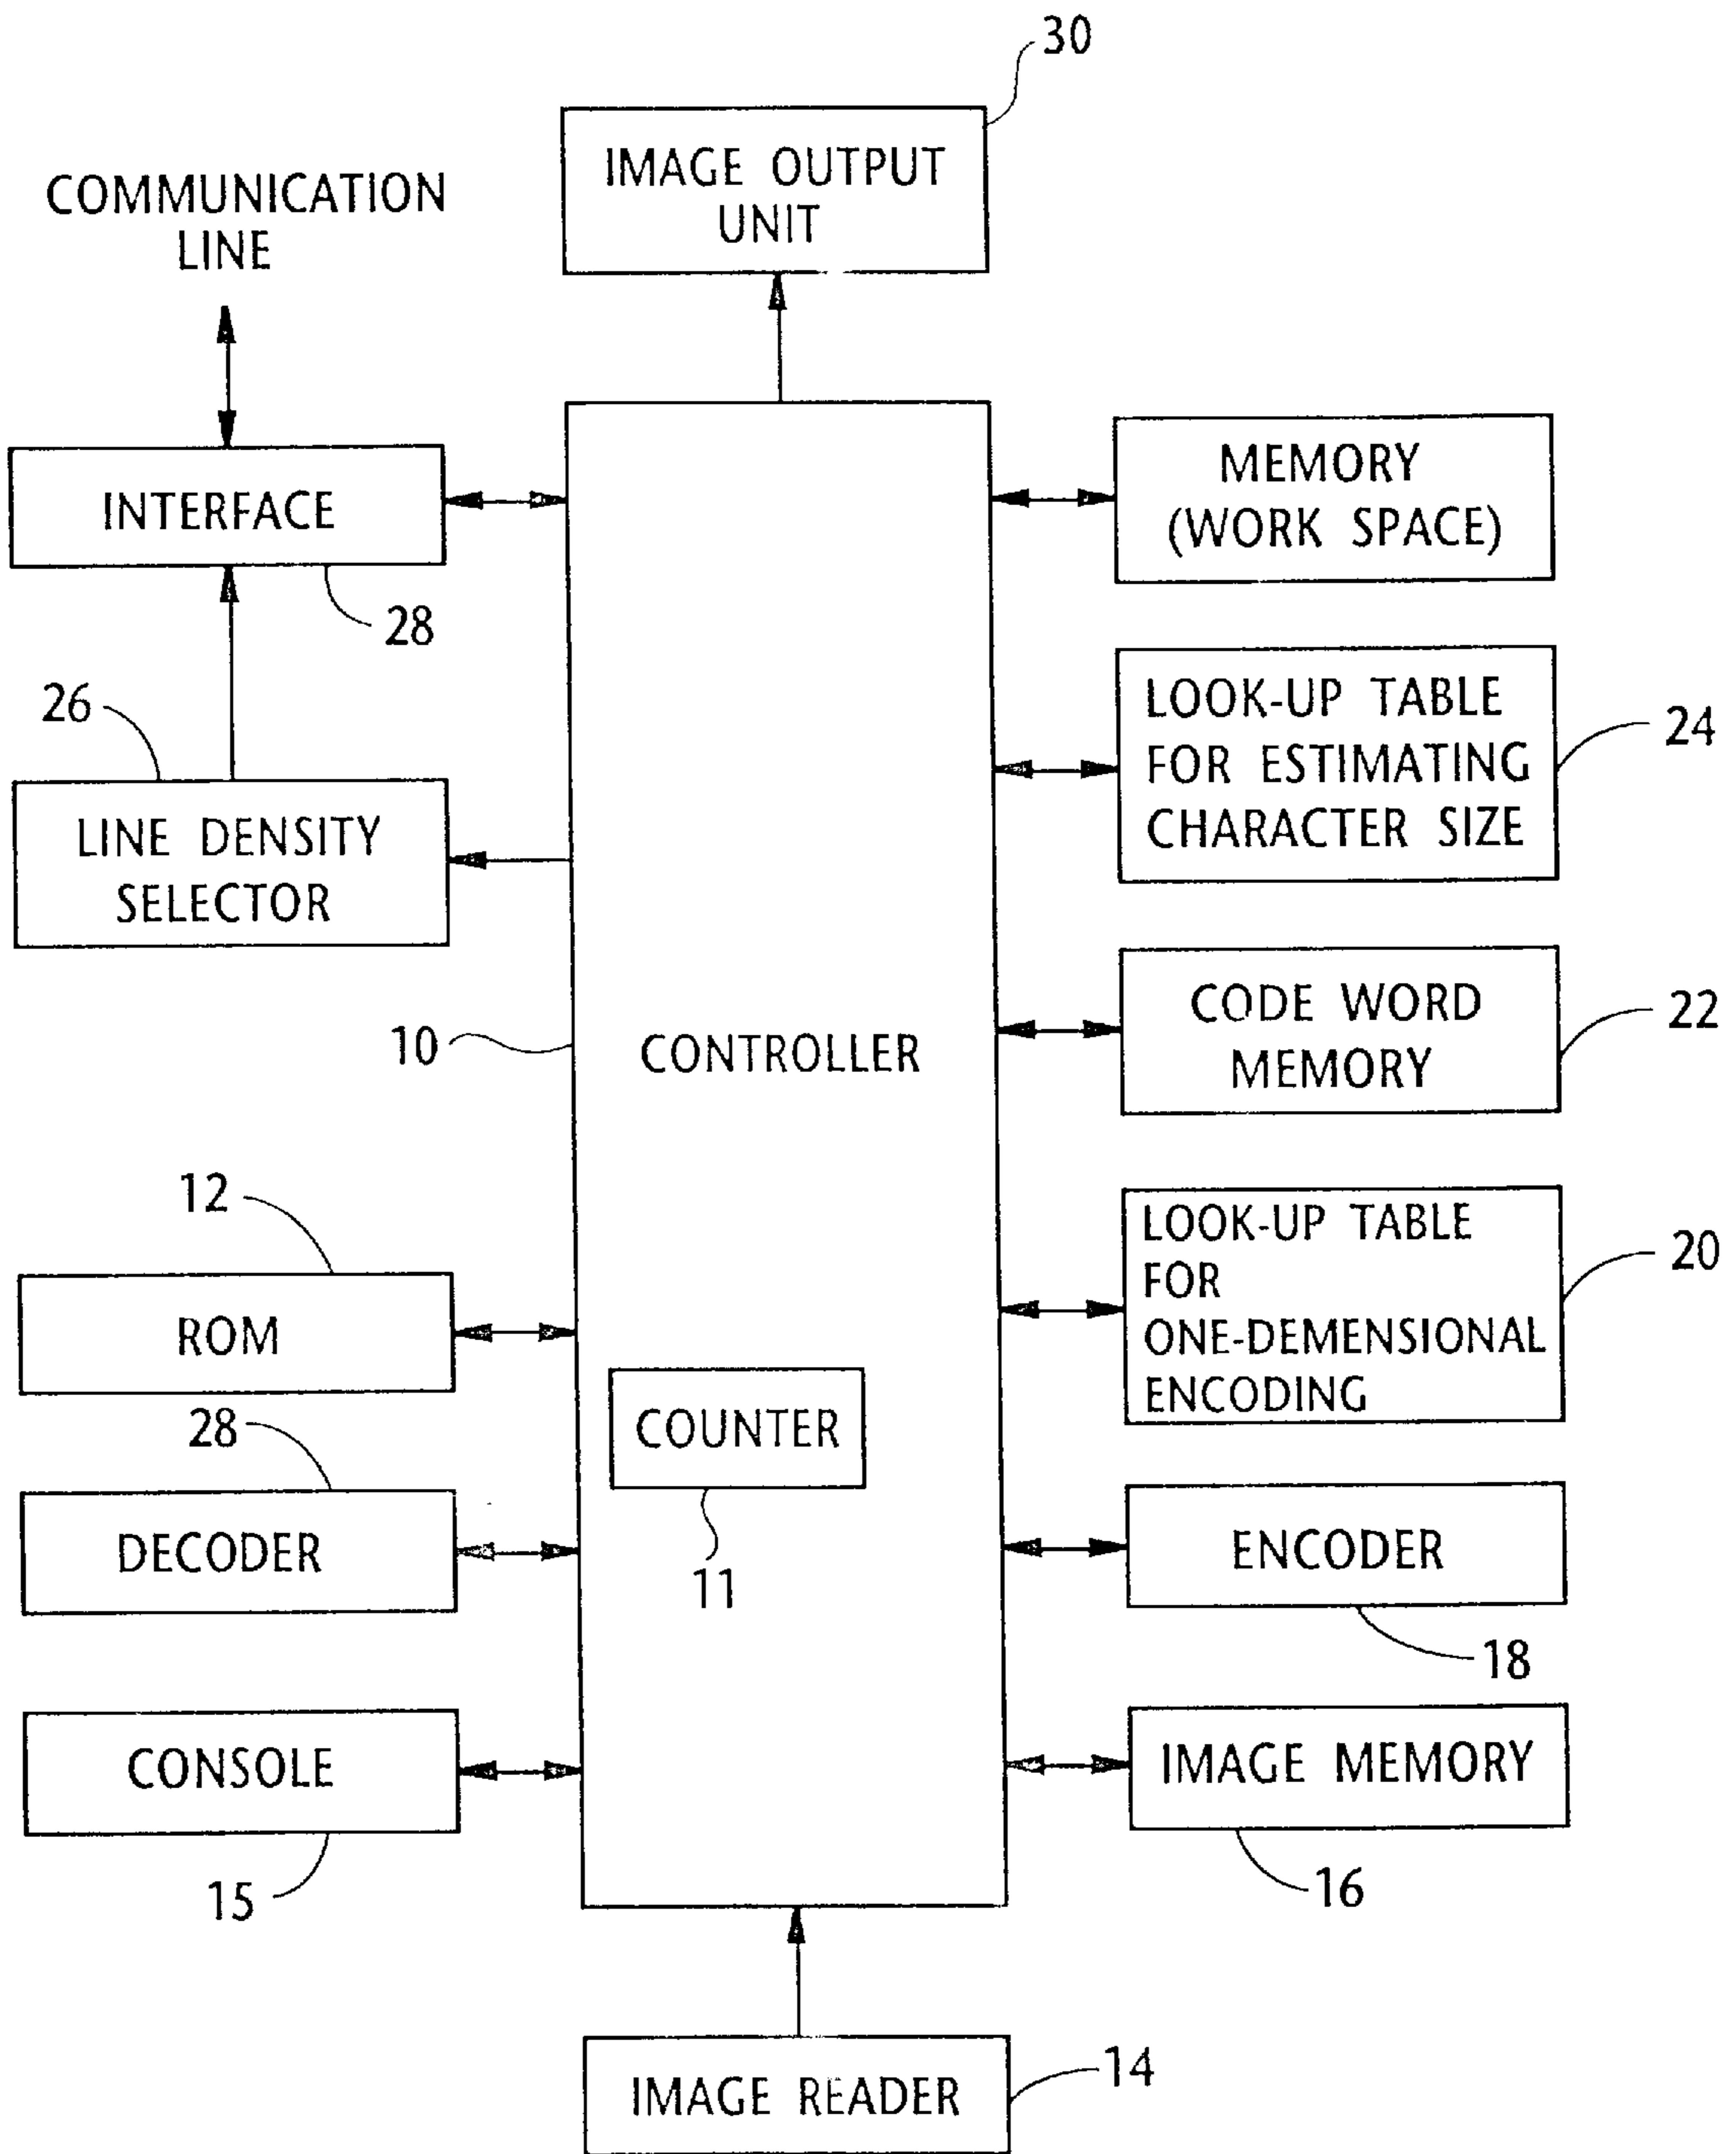 30
IMAGE OUTPUT
UNIT
COMMUNICATION
LINE
INTERFACE
28
MEMORY
(WORK SPACE)
26
LINE DENSITY
SELECTOR
LOOK-UP TABLE
FOR ESTIMATING
CHARACTER SIZE
24
10
CONTROLLER
CODE WORD
MEMORY
22
12
ROM
LOOK-UP TABLE
FOR
ONE-DEMENSIONAL
ENCODING
20
COUNTER
11
28
DECODER
ENCODER
18
CONSOLE
15
IMAGE MEMORY
16
IMAGE READER
14